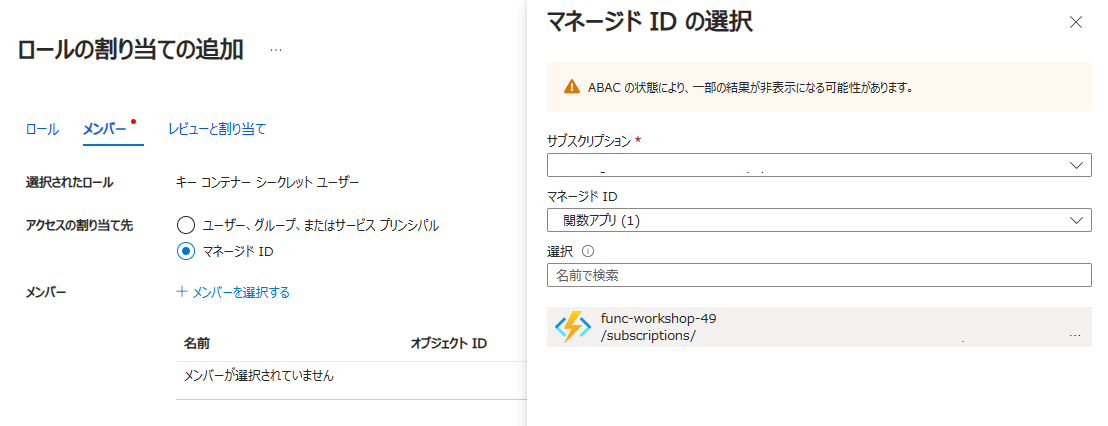 ロールの割り当ての追加 …
ロール メンバー レビューと割り当て
選択されたロール キー コンテナー シークレット ユーザー
アクセスの割り当て先 ユーザー、グループ、またはサービス プリンシパル
マネージド ID
メンバー + メンバーを選択する
名前 オブジェクト ID
メンバーが選択されていません
マネージド ID の選択
ABAC の状態により、一部の結果が非表示になる可能性があります。
サブスクリプション *
マネージド ID
関数アプリ (1)
選択
名前で検索
func-workshop-49
/subscriptions/ …